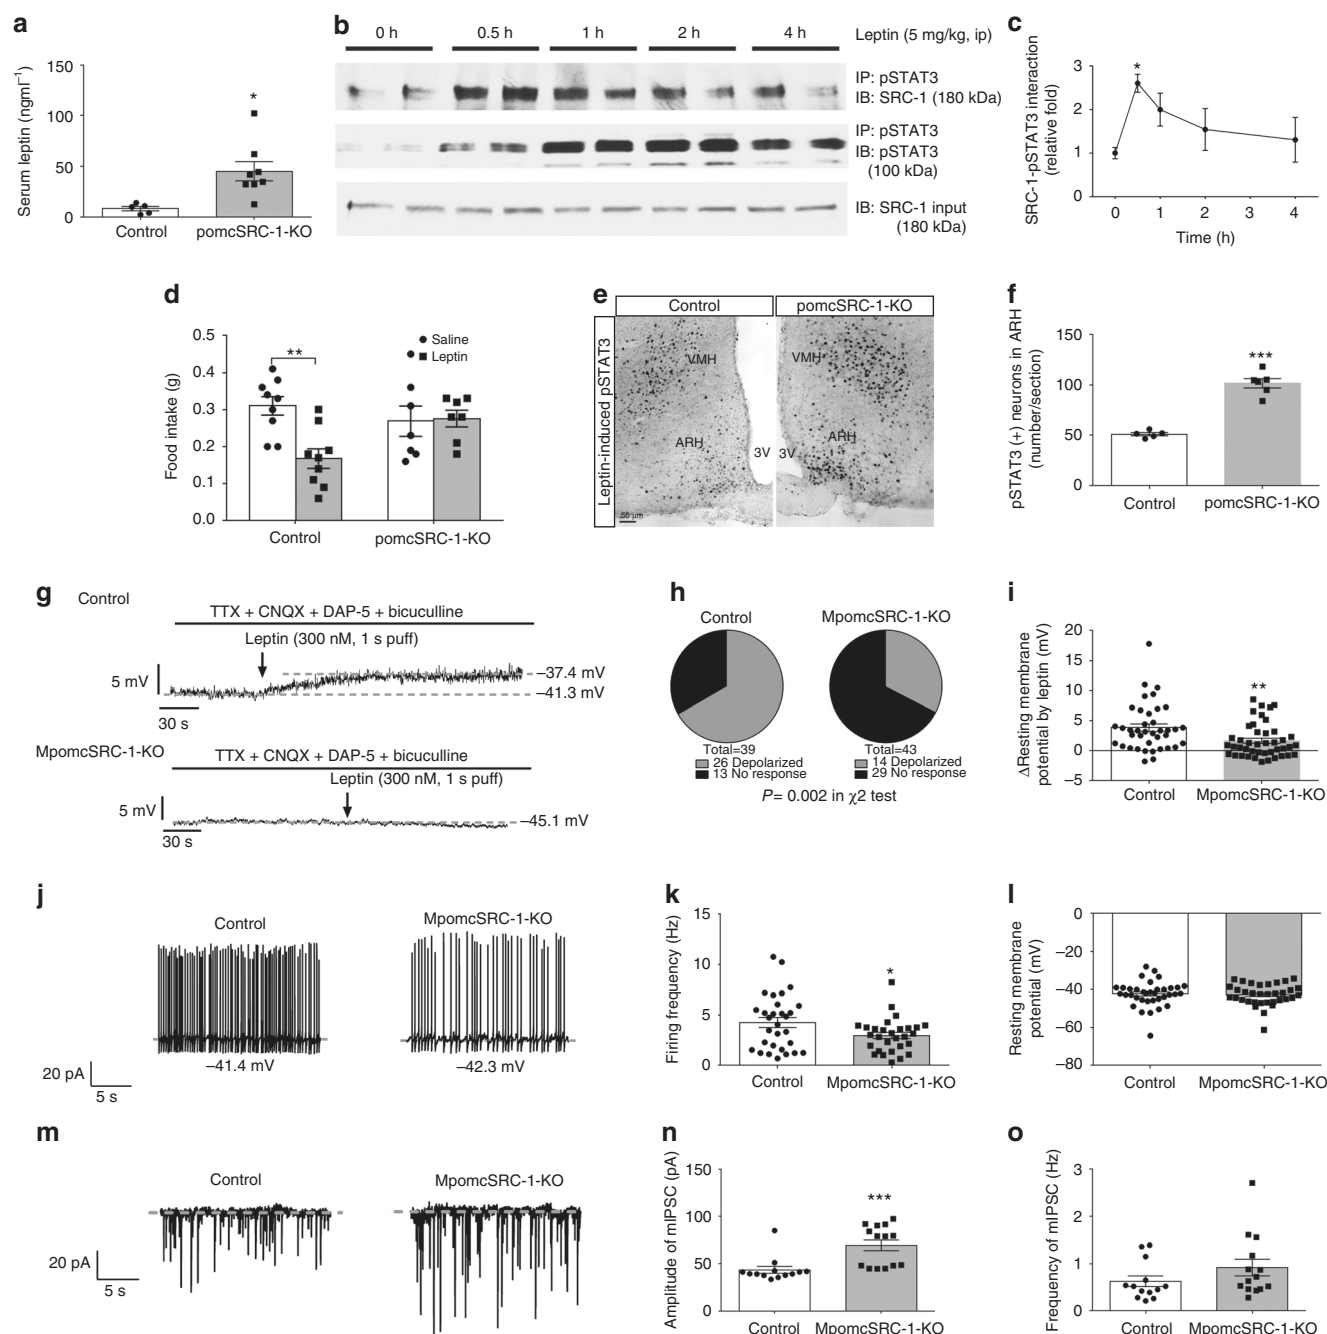 a
Serum leptin (ngml⁻¹)
150
100
50
0
*
Control
pomcSRC-1-KO
b
0 h
0.5 h
1 h
2 h
4 h
Leptin (5 mg/kg, ip)
IP: pSTAT3
IB: SRC-1 (180 kDa)
IP: pSTAT3
IB: pSTAT3
(100 kDa)
IB: SRC-1 input
(180 kDa)
c
SRC-1-pSTAT3 interaction
(relative fold)
3
2
1
0
*
0
1
2
3
4
Time (h)
d
Food intake (g)
0.5
0.4
0.3
0.2
0.1
0.0
**
Saline
Leptin
Control
pomcSRC-1-KO
e
Control
pomcSRC-1-KO
Leptin-induced pSTAT3
VMH
VMH
ARH
ARH
3V
3V
50 μm
f
pSTAT3 (+) neurons in ARH
(number/section)
150
100
50
0
***
Control
pomcSRC-1-KO
g
Control
TTX + CNQX + DAP-5 + bicuculline
Leptin (300 nM, 1 s puff)
5 mV
–37.4 mV
–41.3 mV
30 s
MpomcSRC-1-KO
TTX + CNQX + DAP-5 + bicuculline
Leptin (300 nM, 1 s puff)
5 mV
–45.1 mV
30 s
h
Control
MpomcSRC-1-KO
Total=39
26 Depolarized
13 No response
Total=43
14 Depolarized
29 No response
P= 0.002 in χ2 test
i
ΔResting membrane
potential by leptin (mV)
20
15
10
5
0
–5
**
Control
MpomcSRC-1-KO
j
Control
MpomcSRC-1-KO
–41.4 mV
–42.3 mV
20 pA
5 s
k
Firing frequency (Hz)
15
10
5
0
*
Control
MpomcSRC-1-KO
l
Resting membrane
potential (mV)
0
–20
–40
–60
–80
Control
MpomcSRC-1-KO
m
Control
MpomcSRC-1-KO
20 pA
5 s
n
Amplitude of mIPSC (pA)
150
100
50
0
***
Control
MpomcSRC-1-KO
o
Frequency of mIPSC (Hz)
3
2
1
0
Control
MpomcSRC-1-KO